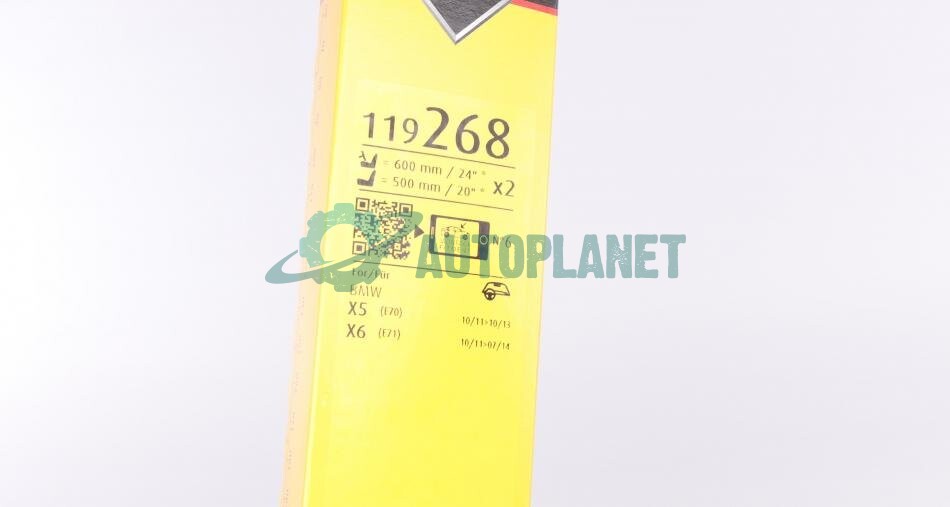 119268
= 600 mm / 24" *
= 500 mm / 20" *
x2
N°6
AUTOPLANET
For/Für
BMW
X5 (E70) 10/11>10/13
X6 (E71) 10/11>07/14